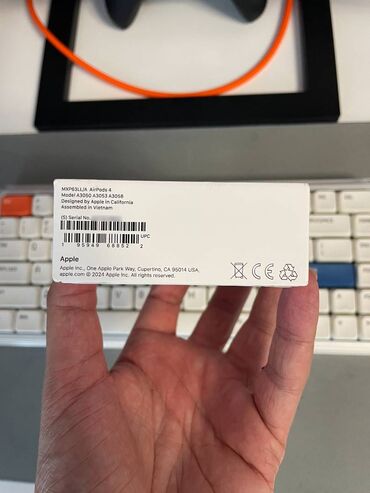 MXP63LL/A AirPods 4
Model A3050 A3053 A3058
Designed by Apple in California
Assembled in Vietnam
(S) Serial No.
UPC
1 95949 68852 2
Apple
Apple Inc., One Apple Park Way, Cupertino, CA 95014 USA.
apple.com © 2024 Apple Inc. All rights reserved.
CE